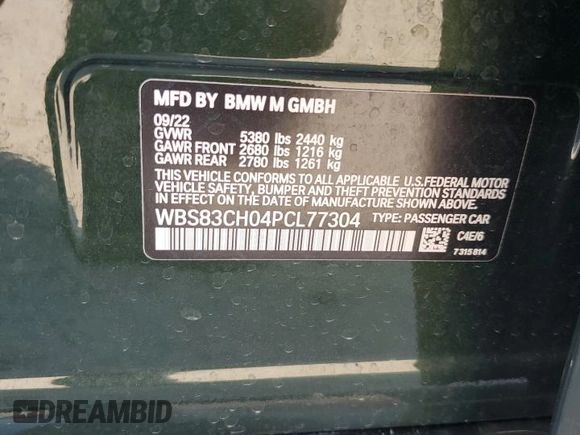 MFD BY BMW M GMBH
09/22
GVWR 5380 lbs 2440 kg
GAWR FRONT 2680 lbs 1216 kg
GAWR REAR 2780 lbs 1261 kg
THIS VEHICLE CONFORMS TO ALL APPLICABLE U.S.FEDERAL MOTOR
VEHICLE SAFETY, BUMPER AND THEFT PREVENTION STANDARDS
IN EFFECT ON THE DATE OF MANUFACTURE SHOWN ABOVE.
WBS83CH04PCL77304 TYPE: PASSENGER CAR
C4E/6
7315814
DREAMBID